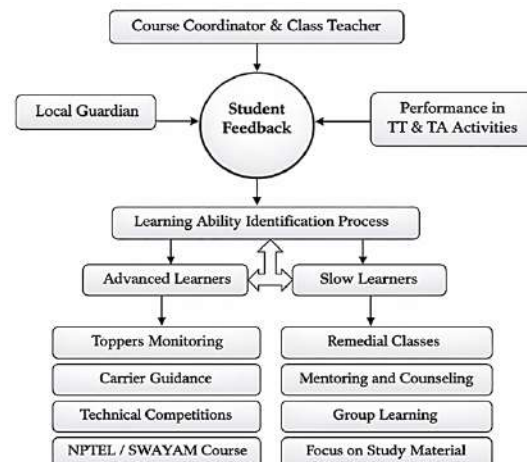 Course Coordinator & Class Teacher
Local Guardian
Student
Feedback
Performance in
TT & TA Activities
Learning Ability Identification Process
Advanced Learners
Slow Learners
Toppers Monitoring
Remedial Classes
Carrier Guidance
Mentoring and Counseling
Technical Competitions
Group Learning
NPTEL / SWAYAM Course
Focus on Study Material